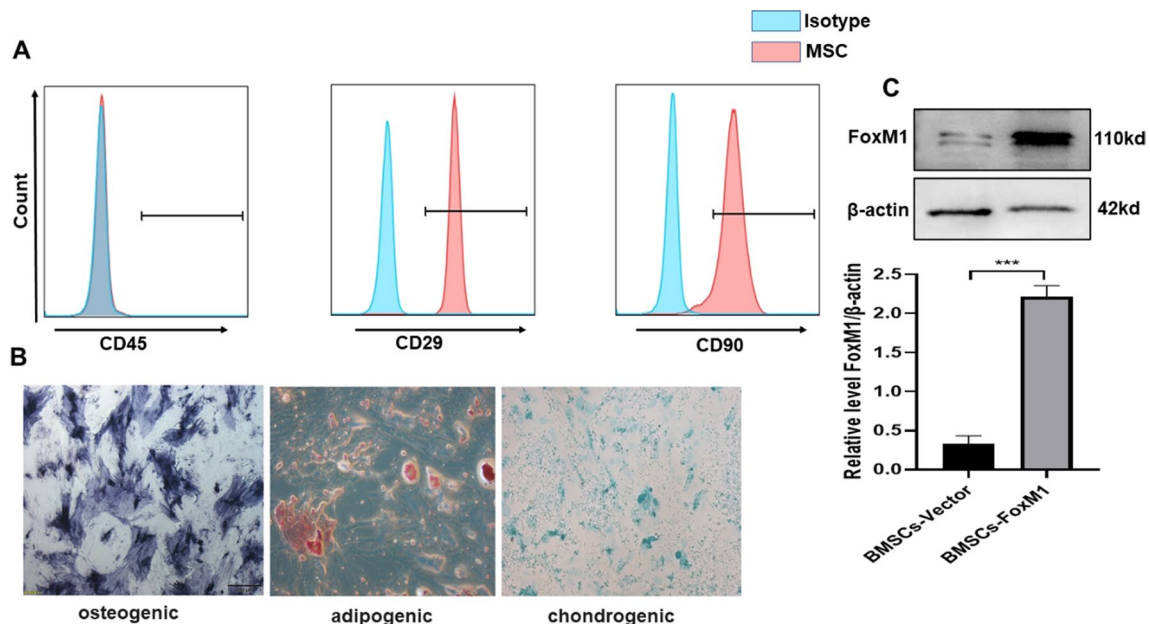 Isotype
MSC
A
Count
CD45
CD29
CD90
B
osteogenic
adipogenic
chondrogenic
C
FoxM1
110kd
β-actin
42kd
Relative level FoxM1/β-actin
2.5
2.0
1.5
1.0
0.5
0.0
***
BMSCs-Vector
BMSCs-FoxM1